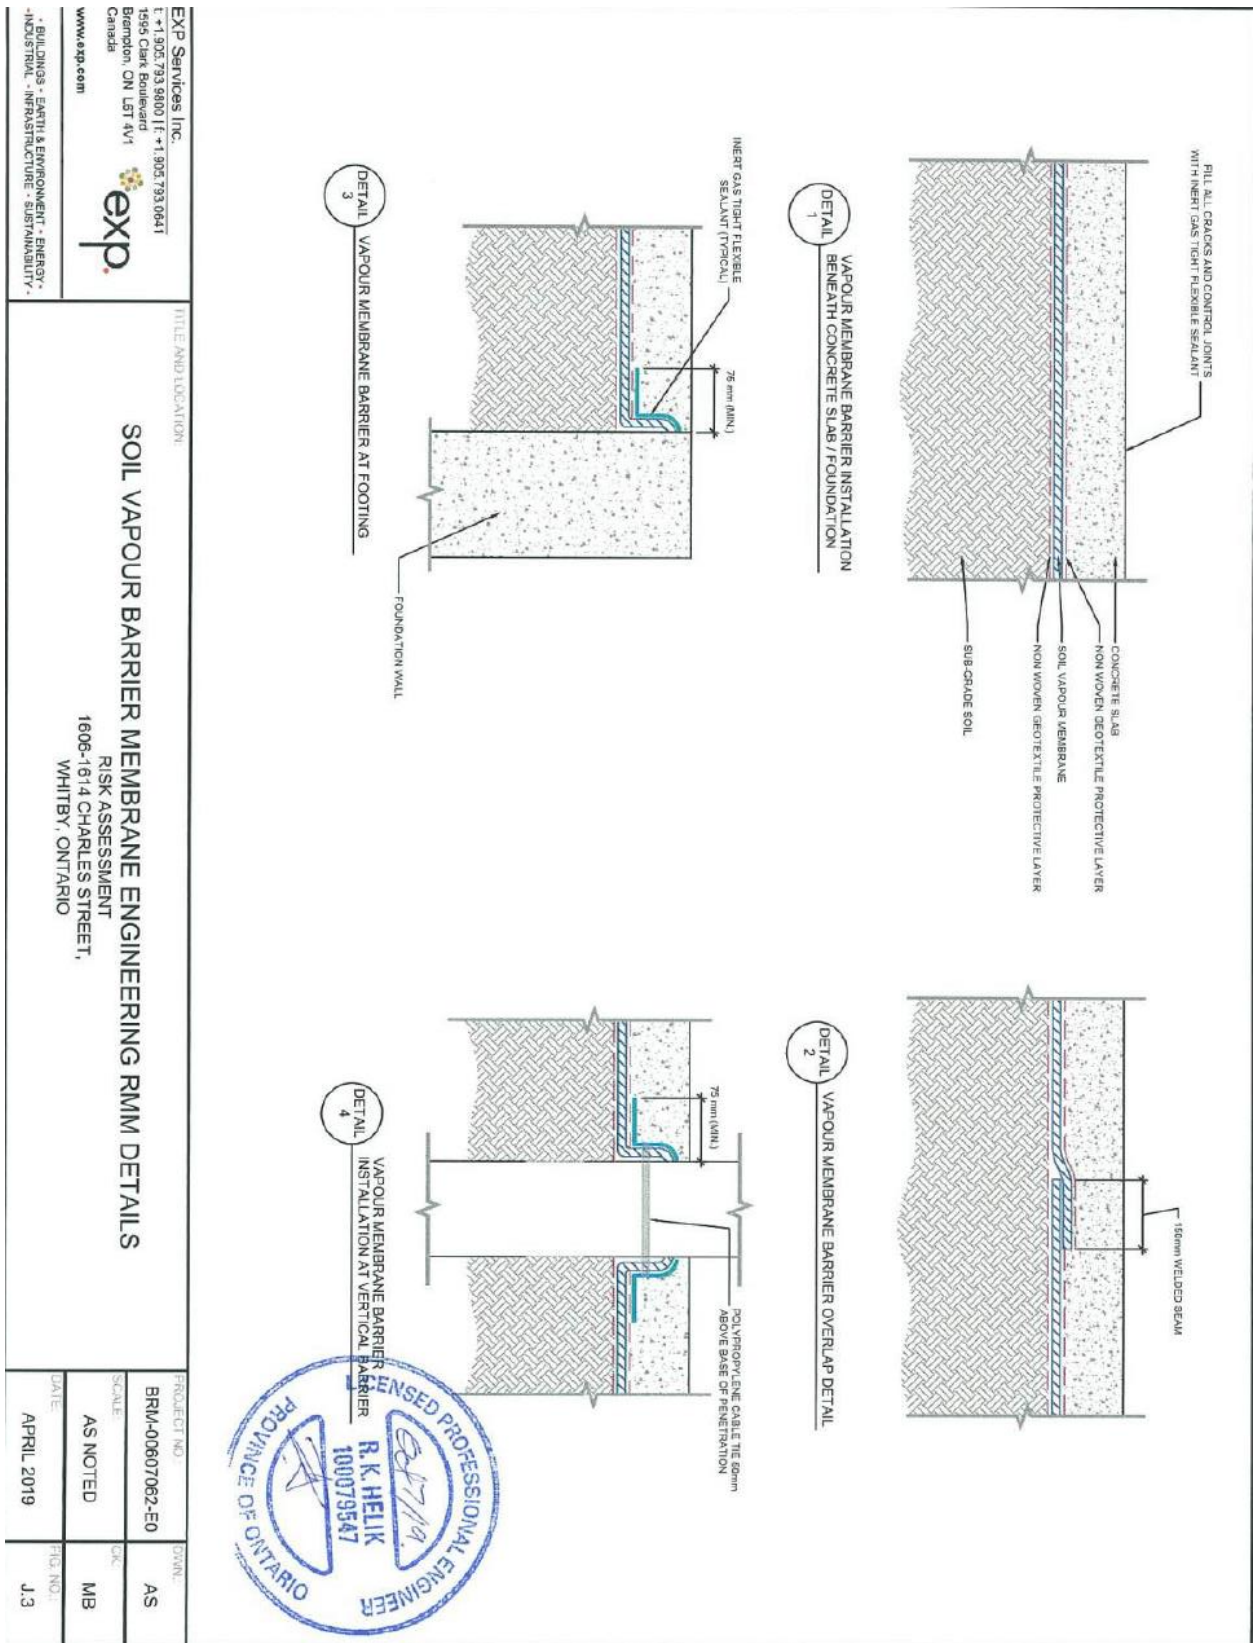 FILL ALL CRACKS AND CONTROL JOINTS
WITH INERT GAS TIGHT FLEXIBLE SEALANT
CONCRETE SLAB
NON WOVEN GEOTEXTILE PROTECTIVE LAYER
SOIL VAPOUR MEMBRANE
NON WOVEN GEOTEXTILE PROTECTIVE LAYER
SUB-GRADE SOIL
DETAIL
1
VAPOUR MEMBRANE BARRIER INSTALLATION
BENEATH CONCRETE SLAB / FOUNDATION
150mm WELDED SEAM
DETAIL
2
VAPOUR MEMBRANE BARRIER OVERLAP DETAIL
INERT GAS TIGHT FLEXIBLE
SEALANT (TYPICAL)
75 mm (MIN.)
FOUNDATION WALL
DETAIL
3
VAPOUR MEMBRANE BARRIER AT FOOTING
75 mm (MIN.)
POLYPROPYLENE CABLE TIE 50mm
ABOVE BASE OF PENETRATION
DETAIL
4
VAPOUR MEMBRANE BARRIER
INSTALLATION AT VERTICAL BARRIER
LICENSED PROFESSIONAL ENGINEER
R. K. HELIK
100079547
PROVINCE OF ONTARIO
EXP Services Inc.
t: +1.905.793.9800 | f: +1.905.793.0641
1595 Clark Boulevard
Brampton, ON L6T 4V1
Canada
www.exp.com
exp.
• BUILDINGS • EARTH & ENVIRONMENT • ENERGY •
• INDUSTRIAL • INFRASTRUCTURE • SUSTAINABILITY •
TITLE AND LOCATION:
SOIL VAPOUR BARRIER MEMBRANE ENGINEERING RMM DETAILS
RISK ASSESSMENT
1606-1614 CHARLES STREET,
WHITBY, ONTARIO
PROJECT NO.:
BRM-00607062-E0
DWN.:
AS
SCALE:
AS NOTED
CK:
MB
DATE:
APRIL 2019
FIG. NO.:
J.3